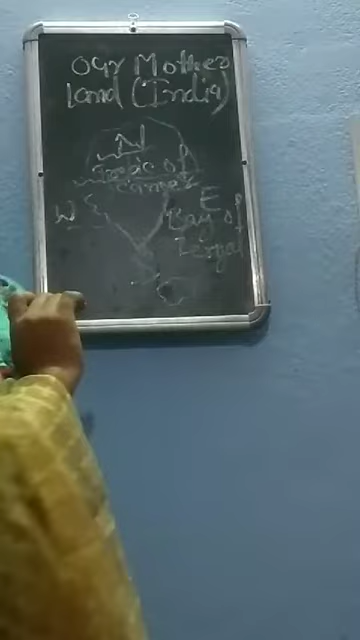 Our Mother
land (India)
N
Tropic of
cancer
W
E
Bay of
Bengal
S